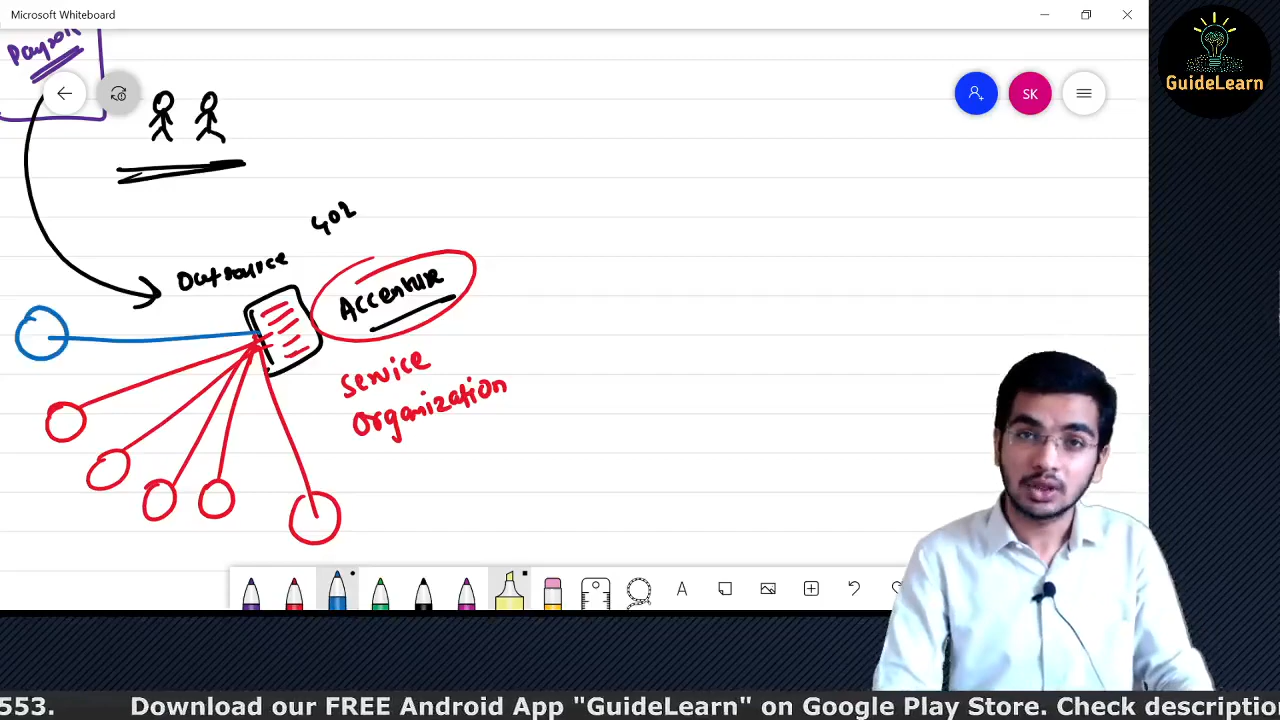 Microsoft Whiteboard
Payroll
SK
GuideLearn
402
Outsource
Accenture
Service
Organization
A
553. Download our FREE Android App "GuideLearn" on Google Play Store. Check descriptio